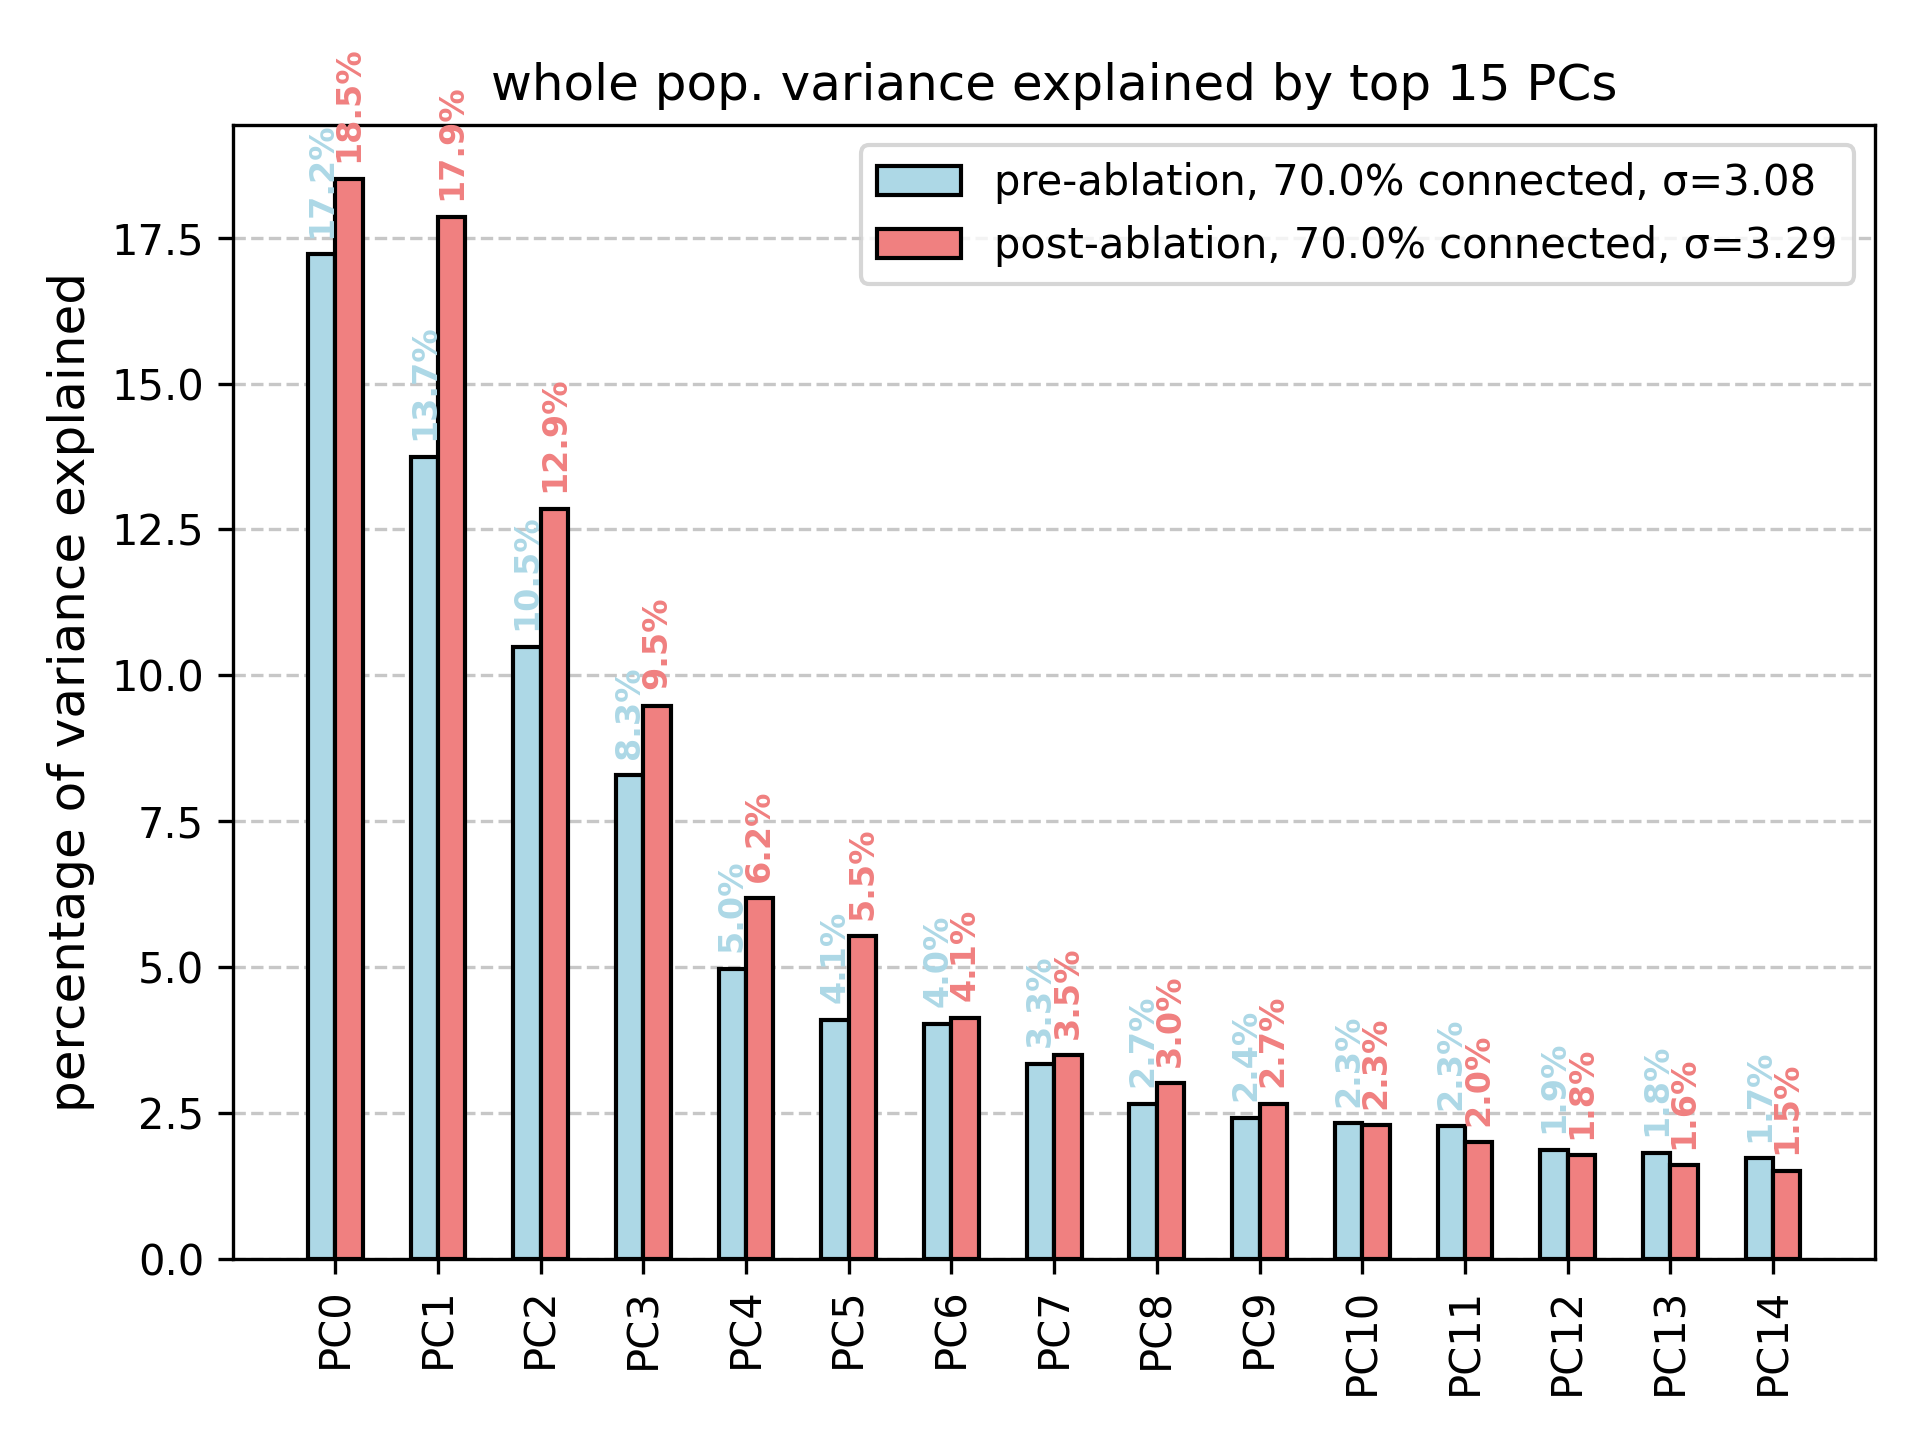 whole pop. variance explained by top 15 PCs
pre-ablation, 70.0% connected, σ=3.08
post-ablation, 70.0% connected, σ=3.29
percentage of variance explained
17.5
15.0
12.5
10.0
7.5
5.0
2.5
0.0
17.2%
18.5%
13.7%
17.9%
10.5%
12.9%
8.3%
9.5%
5.0%
6.2%
4.1%
5.5%
4.0%
4.1%
3.3%
3.5%
2.7%
3.0%
2.4%
2.7%
2.3%
2.3%
2.3%
2.0%
1.9%
1.8%
1.8%
1.6%
1.7%
1.5%
PC0
PC1
PC2
PC3
PC4
PC5
PC6
PC7
PC8
PC9
PC10
PC11
PC12
PC13
PC14